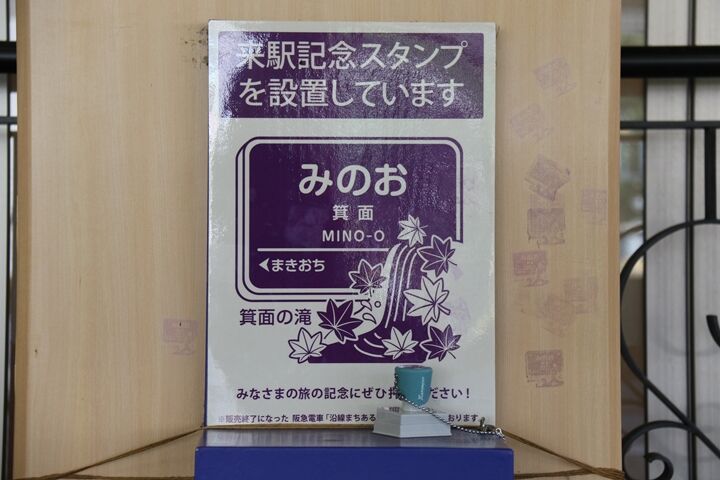 来駅記念スタンプ
を設置しています
みのお
箕面
MINO-O
◀まきおち
箕面の滝
みなさまの旅の記念にぜひ
ください！
※販売終了になった 阪急電車「沿線まちある
おります